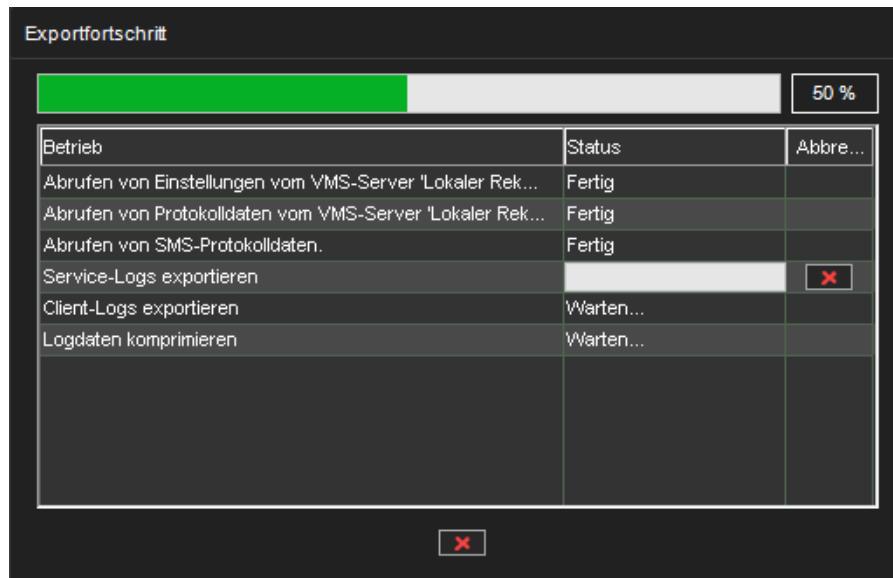 Exportfortschritt
50 %
Betrieb Status Abbre...
Abrufen von Einstellungen vom VMS-Server 'Lokaler Rek... Fertig
Abrufen von Protokolldaten vom VMS-Server 'Lokaler Rek... Fertig
Abrufen von SMS-Protokolldaten. Fertig
Service-Logs exportieren
Client-Logs exportieren Warten...
Logdaten komprimieren Warten...